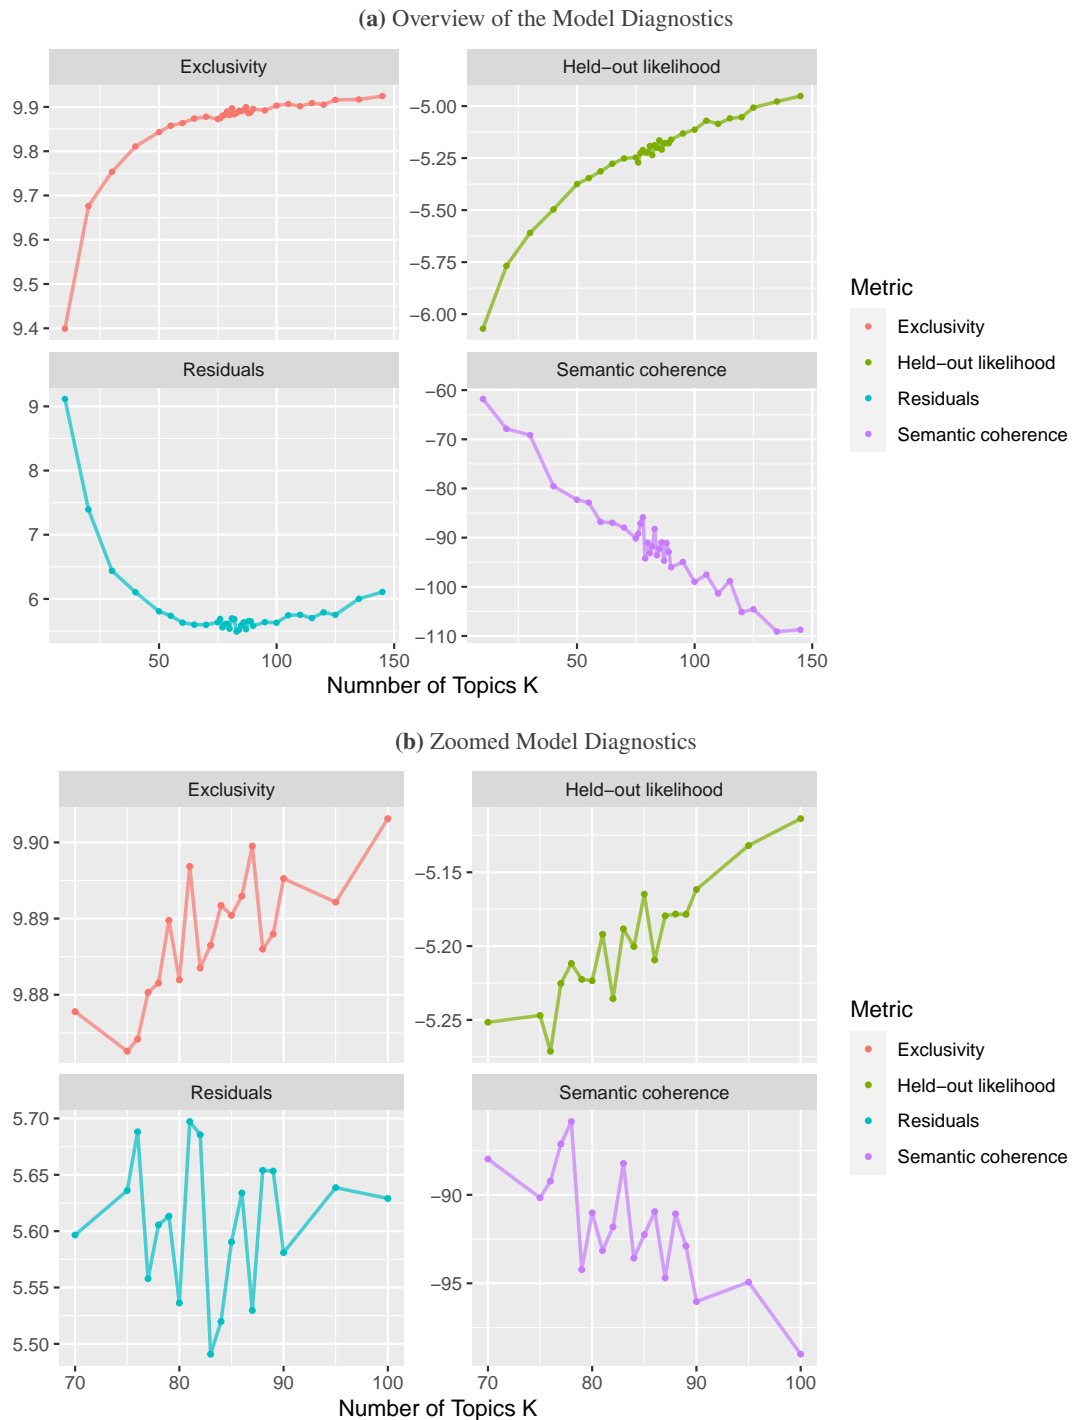 (a) Overview of the Model Diagnostics
Exclusivity
Held−out likelihood
9.9
9.8
9.7
9.6
9.5
9.4
−5.00
−5.25
−5.50
−5.75
−6.00
Residuals
Semantic coherence
9
8
7
6
−60
−70
−80
−90
−100
−110
50
100
150
50
100
150
Numnber of Topics K
Metric
Exclusivity
Held−out likelihood
Residuals
Semantic coherence
(b) Zoomed Model Diagnostics
Exclusivity
Held−out likelihood
9.90
9.89
9.88
−5.15
−5.20
−5.25
Residuals
Semantic coherence
5.70
5.65
5.60
5.55
5.50
−90
−95
70
80
90
100
70
80
90
100
Number of Topics K
Metric
Exclusivity
Held−out likelihood
Residuals
Semantic coherence